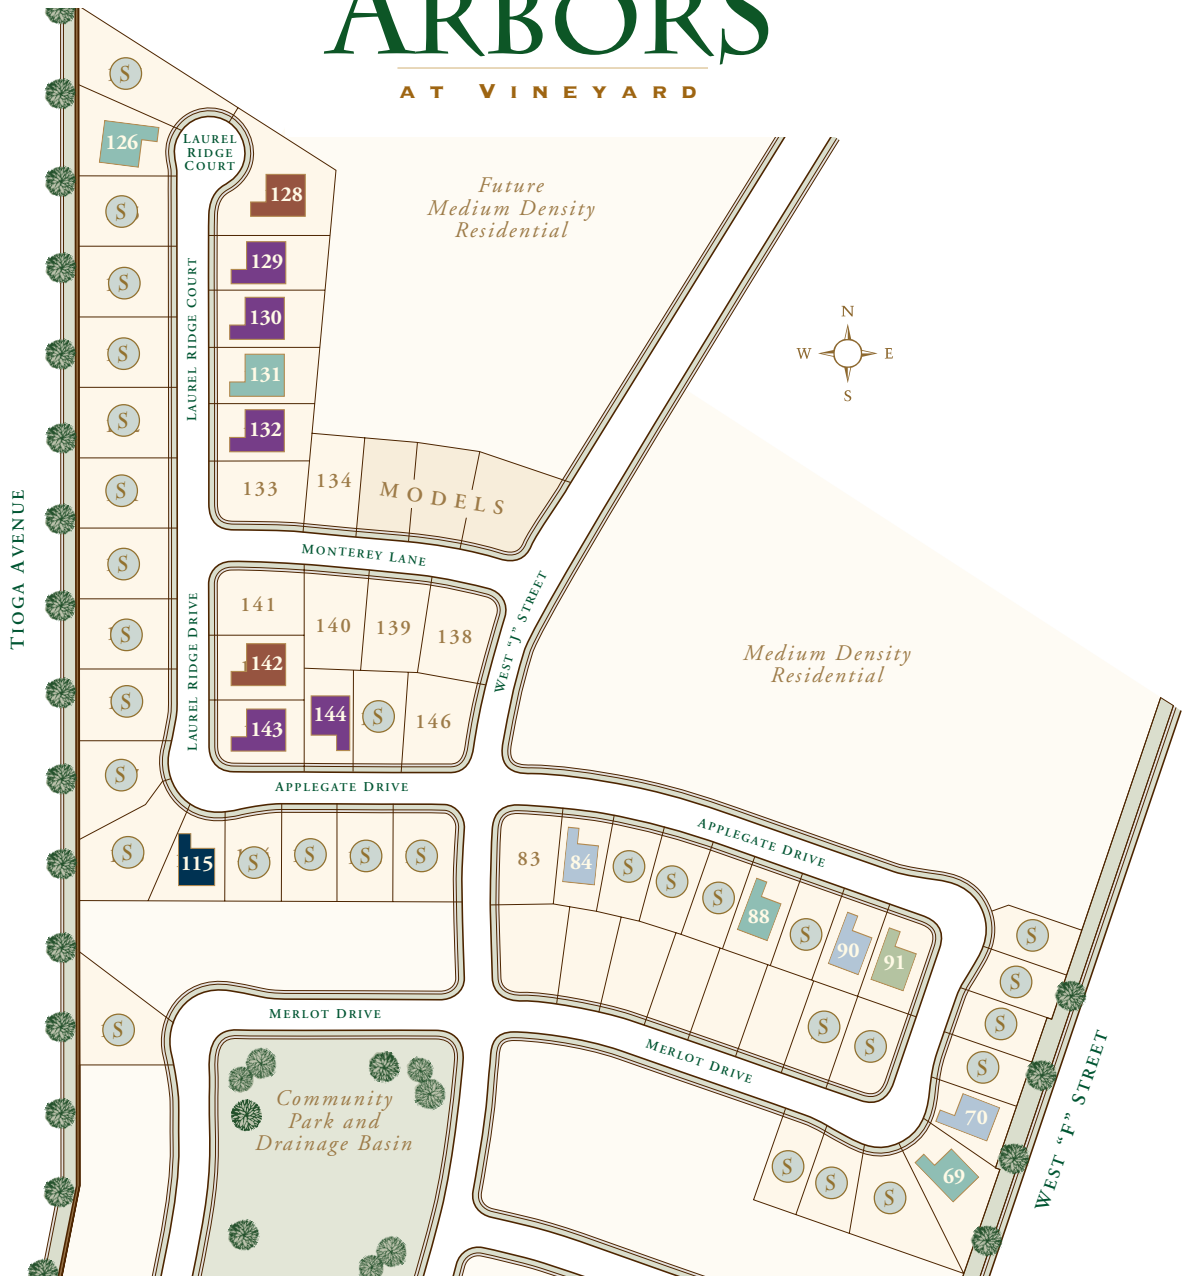 ARBORS
AT VINEYARD
S
126
LAUREL
RIDGE
COURT
128
Future
Medium Density
Residential
S
129
S
130
N
W E
S
S
131
LAUREL RIDGE COURT
S
132
S
133
134
MODELS
TIOGA AVENUE
MONTEREY LANE
S
141
140
139
138
WEST "J" STREET
S
142
Medium Density
Residential
LAUREL RIDGE DRIVE
S
143
144
S
146
S
APPLEGATE DRIVE
S
115
S
S
S
S
83
84
S
S
S
88
S
90
91
APPLEGATE DRIVE
S
S
S
S
S
S
S
MERLOT DRIVE
MERLOT DRIVE
70
69
S
S
S
Community
Park and
Drainage Basin
WEST "F" STREET